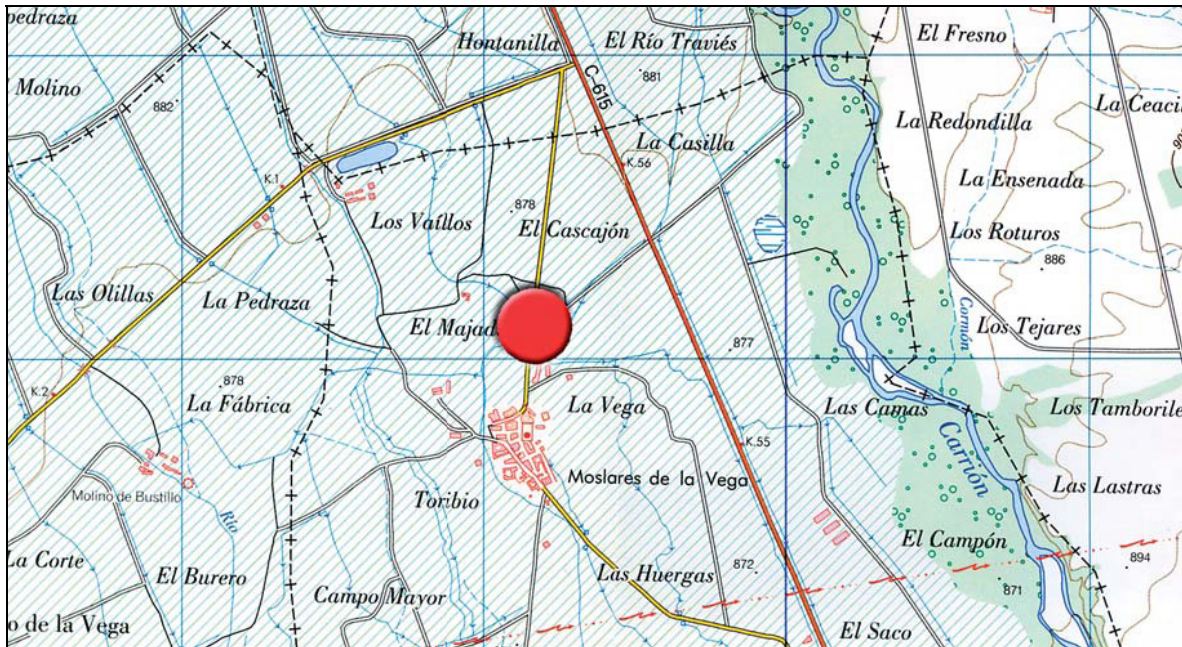 pedraza
Hontanilla
El Río Traviés
El Fresno
Molino
882
C-615
881
La Redondilla
La Casilla
K.56
K.1
La Ensenada
Los Vaíllos
878
El Cascajón
Los Roturos
886
Las Olillas
La Pedraza
El Majad
Cormón
Los Tejares
877
K.2
878
La Fábrica
La Vega
Las Camas
Los Tamborile
Carrión
K.55
Moslares de la Vega
Molino de Bustillo
Toribio
Las Lastras
Río
El Campón
894
La Corte
El Burero
Las Huergas
872
871
Campo Mayor
o de la Vega
El Saco